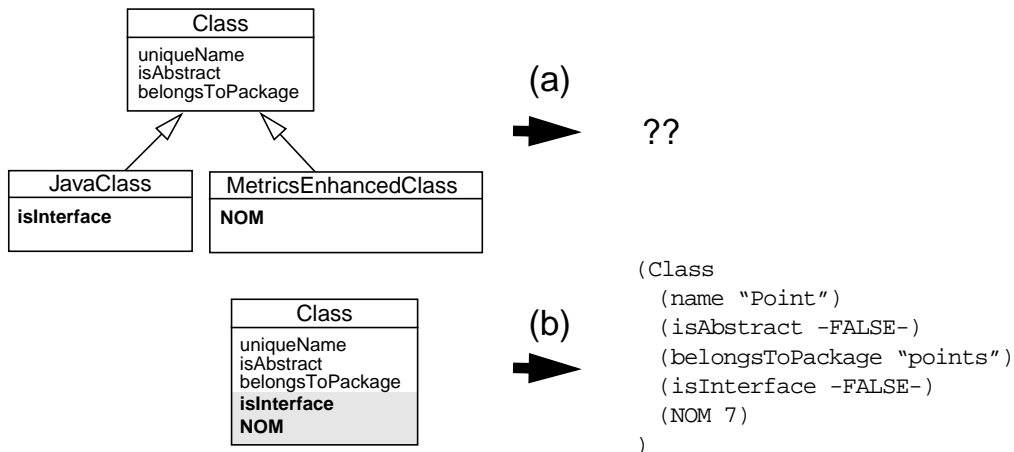 Class
uniqueName
isAbstract
belongsToPackage
(a)
??
JavaClass
isInterface
MetricsEnhancedClass
NOM
Class
uniqueName
isAbstract
belongsToPackage
isInterface
NOM
(b)
(Class
(name “Point”)
(isAbstract -FALSE-)
(belongsToPackage “points”)
(isInterface -FALSE-)
(NOM 7)
)